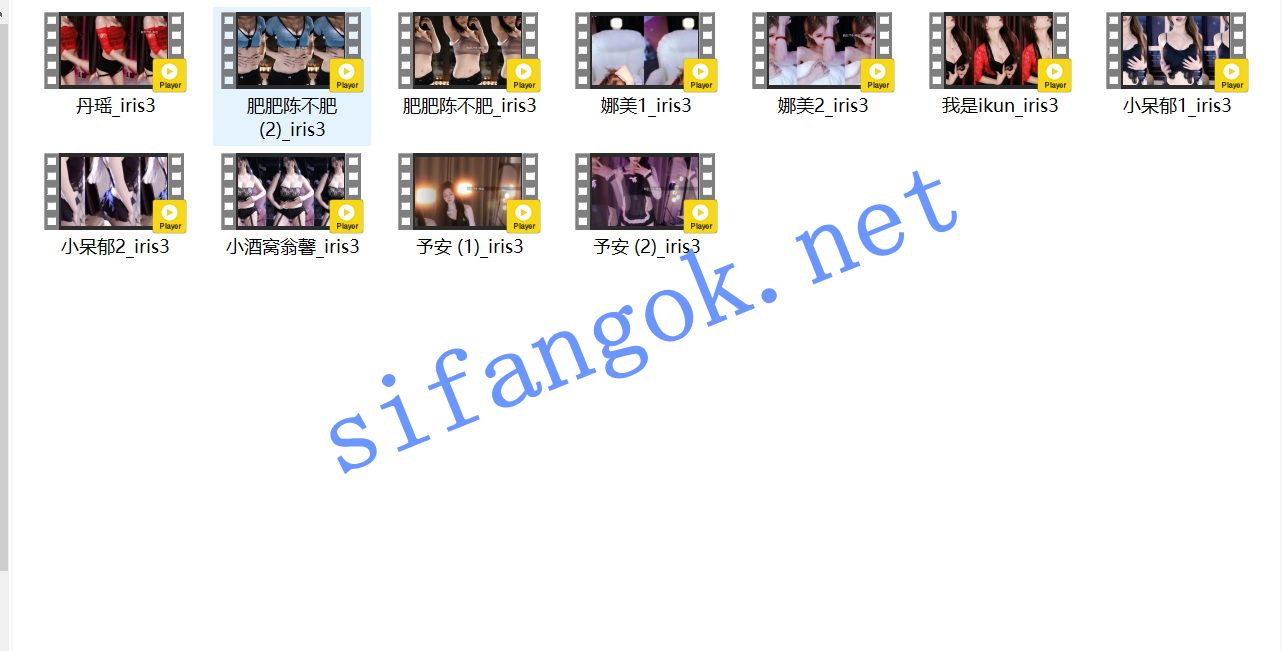 丹瑶_iris3
肥肥陈不肥
(2)_iris3
肥肥陈不肥_iris3
娜美1_iris3
娜美2_iris3
我是ikun_iris3
小呆郁1_iris3
小呆郁2_iris3
小酒窝翁馨_iris3
予安 (1)_iris3
予安 (2)_iris3
Player
Player
Player
Player
Player
Player
Player
Player
Player
Player
Player
sifangok.net